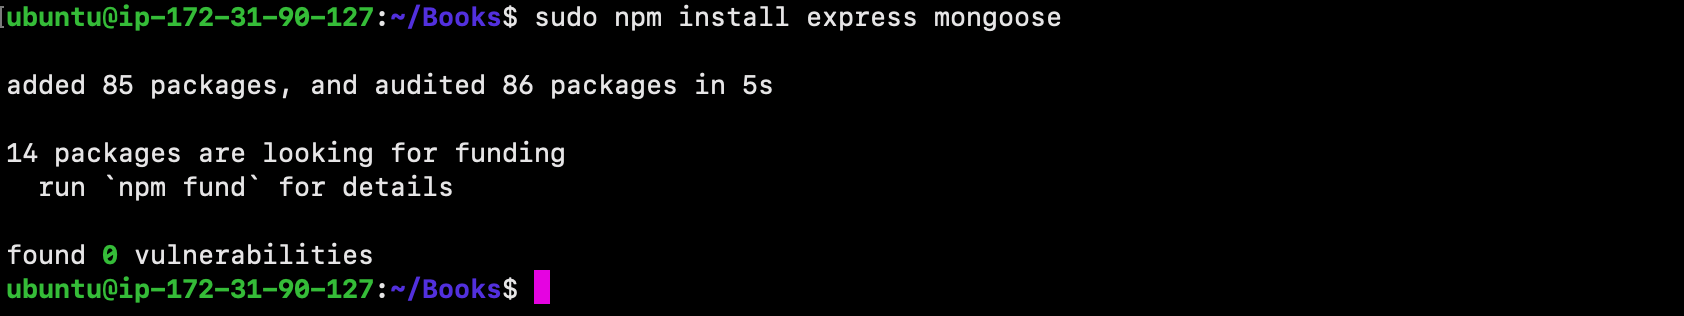 ubuntu@ip-172-31-90-127:~/Books$ sudo npm install express mongoose
added 85 packages, and audited 86 packages in 5s
14 packages are looking for funding
  run `npm fund` for details
found 0 vulnerabilities
ubuntu@ip-172-31-90-127:~/Books$